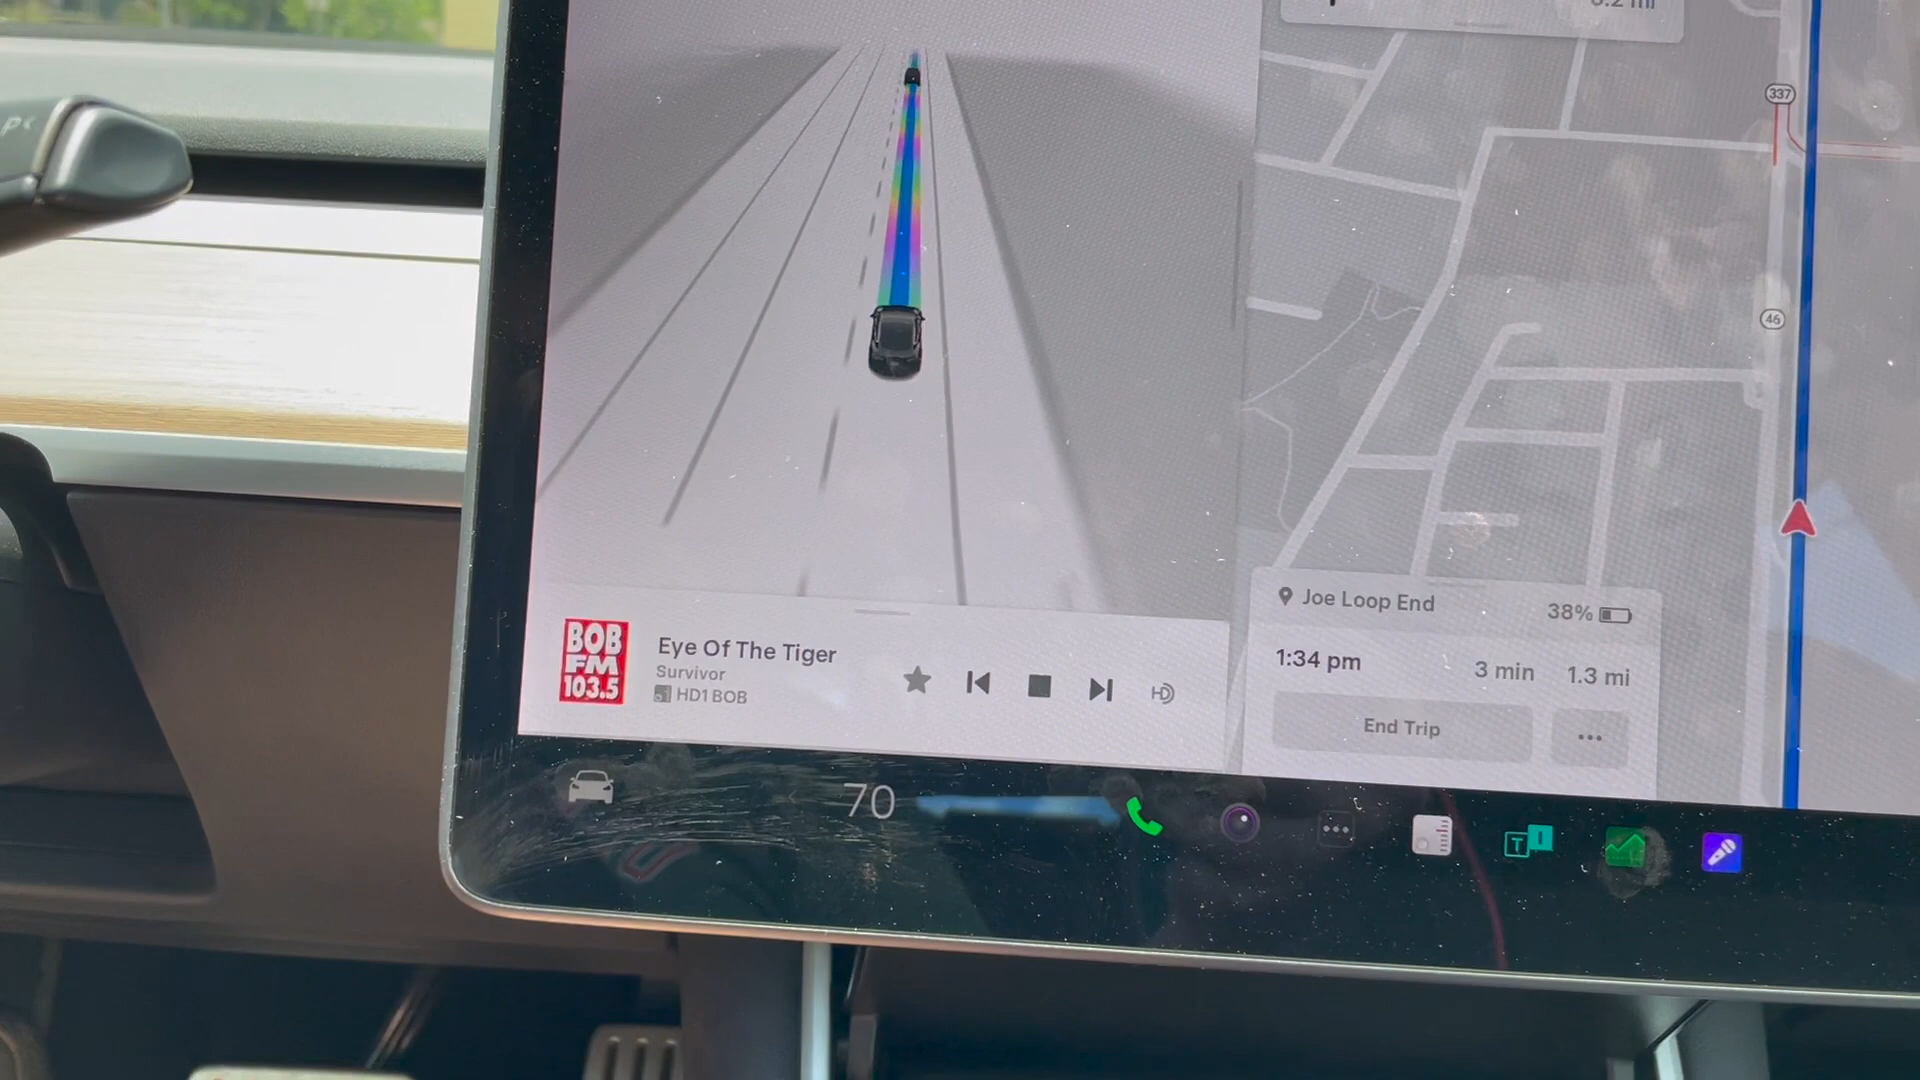 P<
337
46
Joe Loop End
38%
1:34 pm
3 min
1.3 mi
End Trip
BOB
FM
103.5
Eye Of The Tiger
Survivor
HD1 BOB
HD
70
T
I